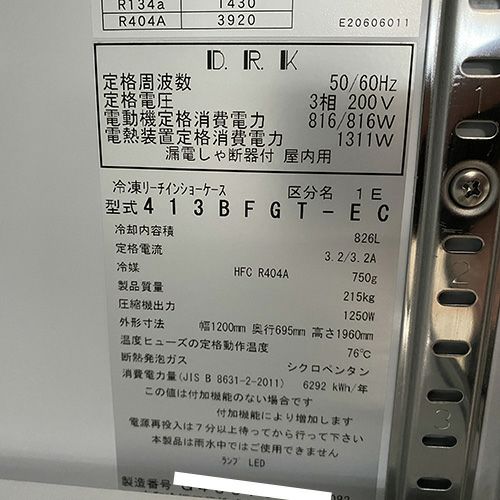 R134a 1430
R404A 3920
E20606011
D.R.K
定格周波数 50/60Hz
定格電圧 3相 200V
電動機定格消費電力 816/816W
電熱装置定格消費電力 1311W
漏電しゃ断器付 屋内用
冷凍リーチインショーケース 区分名 1E
型式 413BFGT-EC
冷却内容積 826L
定格電流 3.2/3.2A
冷媒 HFC R404A 750g
製品質量 215kg
圧縮機出力 1250W
外形寸法 幅1200mm 奥行695mm 高さ1960mm
温度ヒューズの定格動作温度 76℃
断熱発泡ガス シクロペンタン
消費電力量(JIS B 8631-2-2011) 6292 kWh/年
この値は付加機能のない場合です
付加機能により増加します
電源再投入は7分以上待ってから行って下さい
本製品は雨水中ではご使用できません
ランプ LED
製造番号
1
2
3